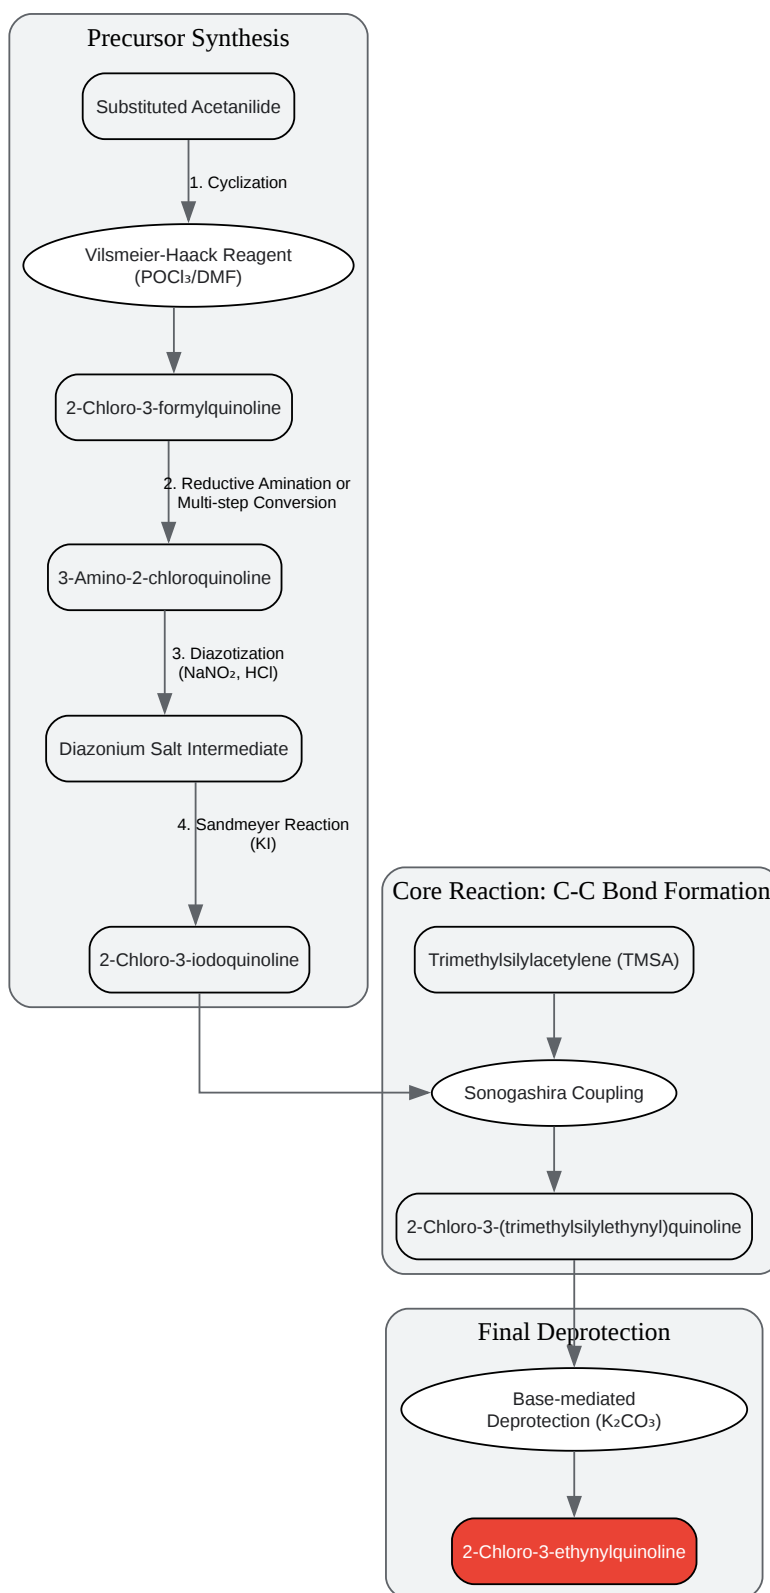 Precursor Synthesis
Substituted Acetanilide
1. Cyclization
Vilsmeier-Haack Reagent
(POCl₃/DMF)
2-Chloro-3-formylquinoline
2. Reductive Amination or
Multi-step Conversion
3-Amino-2-chloroquinoline
3. Diazotization
(NaNO₂, HCl)
Diazonium Salt Intermediate
4. Sandmeyer Reaction
(KI)
2-Chloro-3-iodoquinoline
Core Reaction: C-C Bond Formation
Trimethylsilylacetylene (TMSA)
Sonogashira Coupling
2-Chloro-3-(trimethylsilylethynyl)quinoline
Final Deprotection
Base-mediated
Deprotection (K₂CO₃)
2-Chloro-3-ethynylquinoline